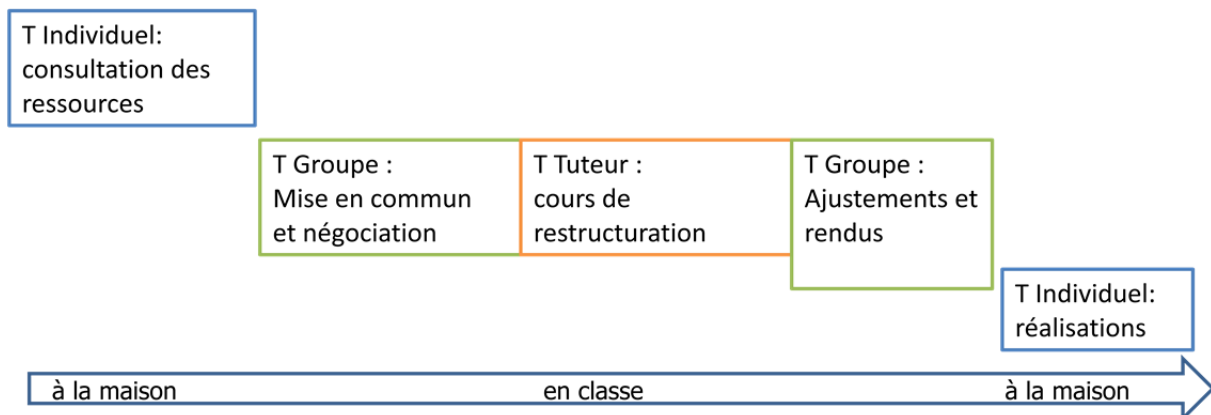 T Individuel:
consultation des
ressources
T Groupe :
Mise en commun
et négociation
T Tuteur :
cours de
restructuration
T Groupe :
Ajustements et
rendus
T Individuel:
réalisations
à la maison
en classe
à la maison